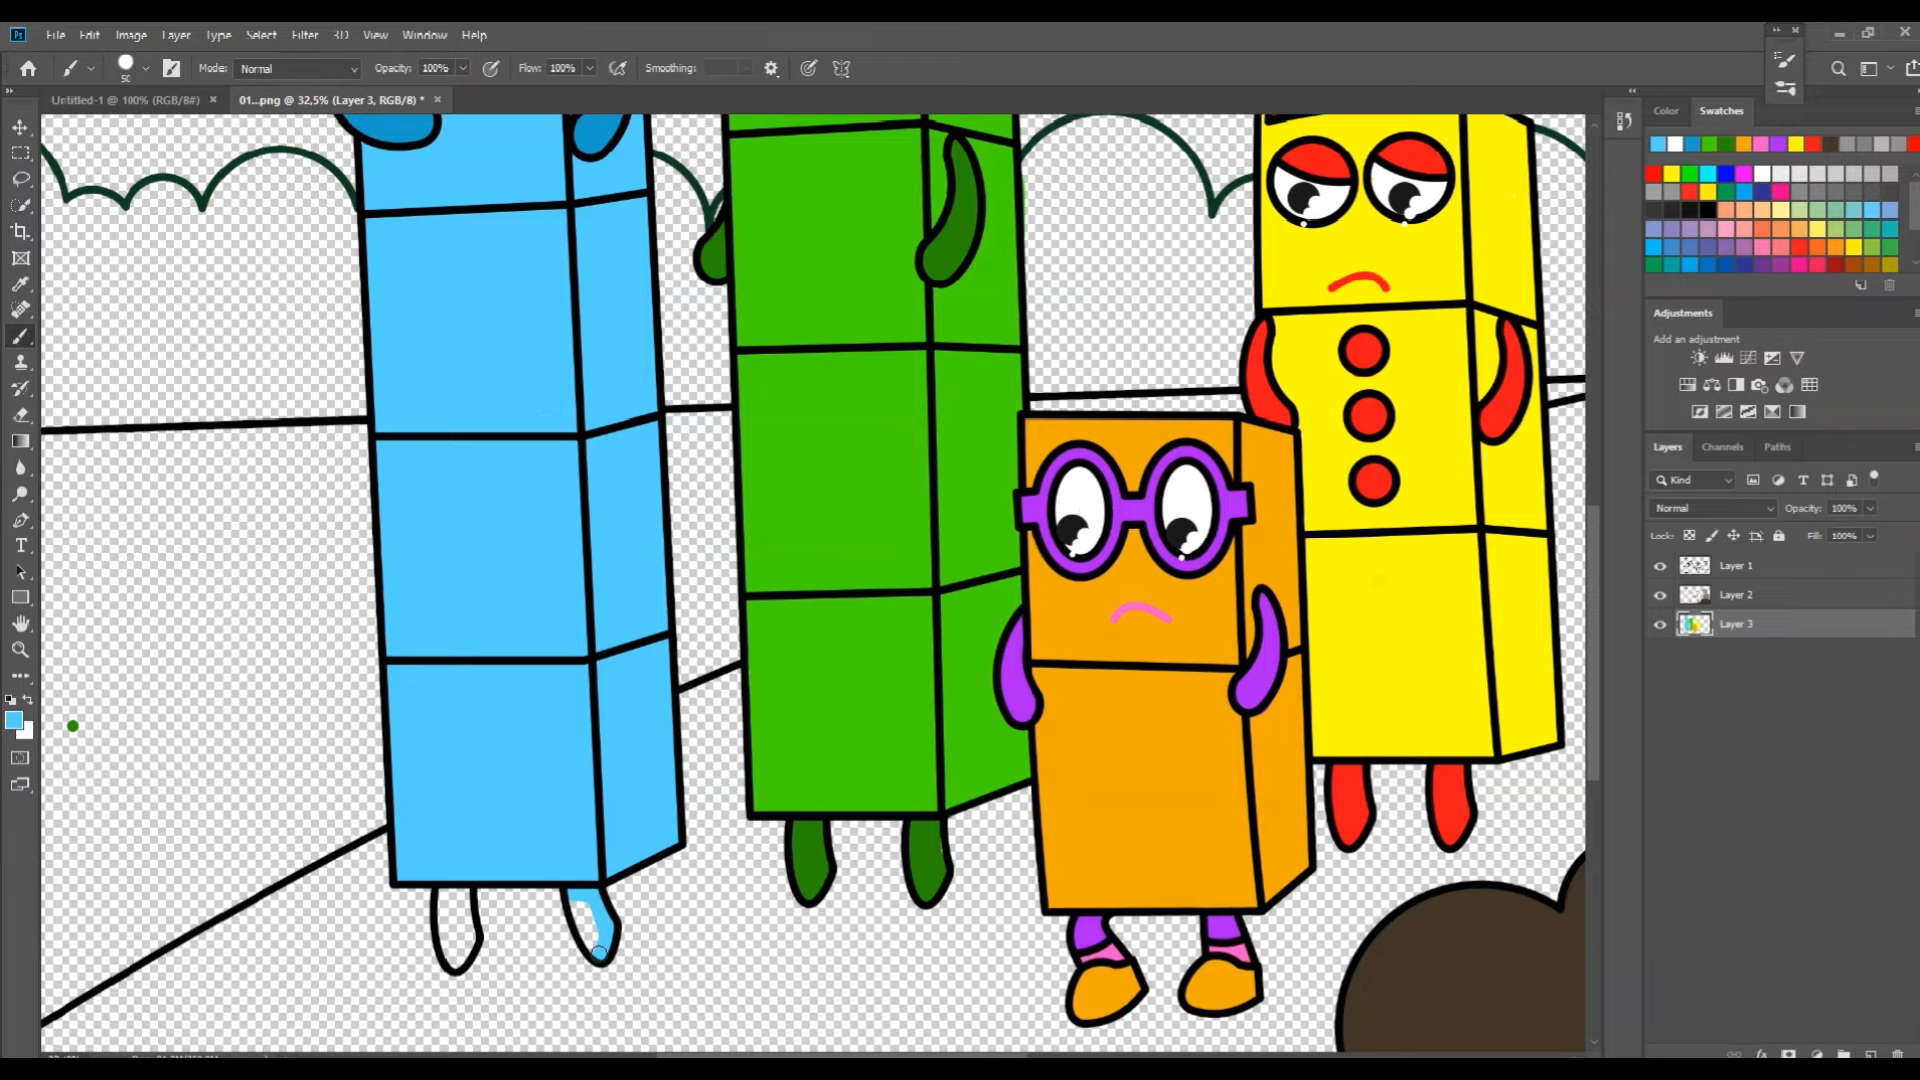 Ps File Edit Image Layer Type Select Filter 3D View Window Help
50 Mode: Normal Opacity: 100% Flow: 100% Smoothing:
Untitled-1 @ 100% (RGB/8#) × 01...png @ 32,5% (Layer 3, RGB/8) * ×
Color Swatches
Adjustments
Add an adjustment
Layers Channels Paths
Kind
Normal Opacity: 100%
Lock: Fill: 100%
Layer 1
Layer 2
Layer 3